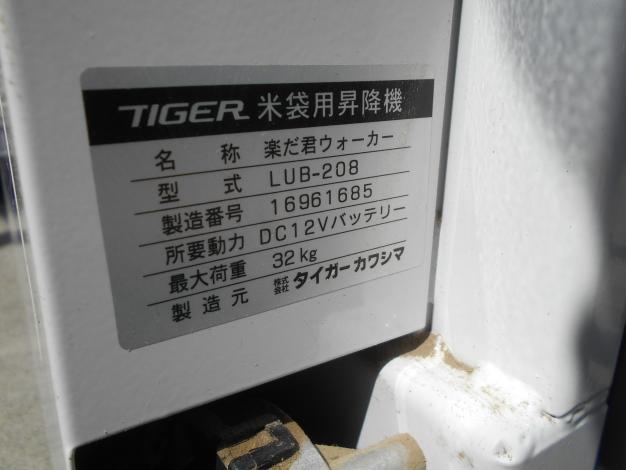 TIGER 米袋用昇降機
名称 楽だ君ウォーカー
型式 LUB-208
製造番号 16961685
所要動力 DC12Vバッテリー
最大荷重 32kg
製造元 株式会社タイガーカワシマ